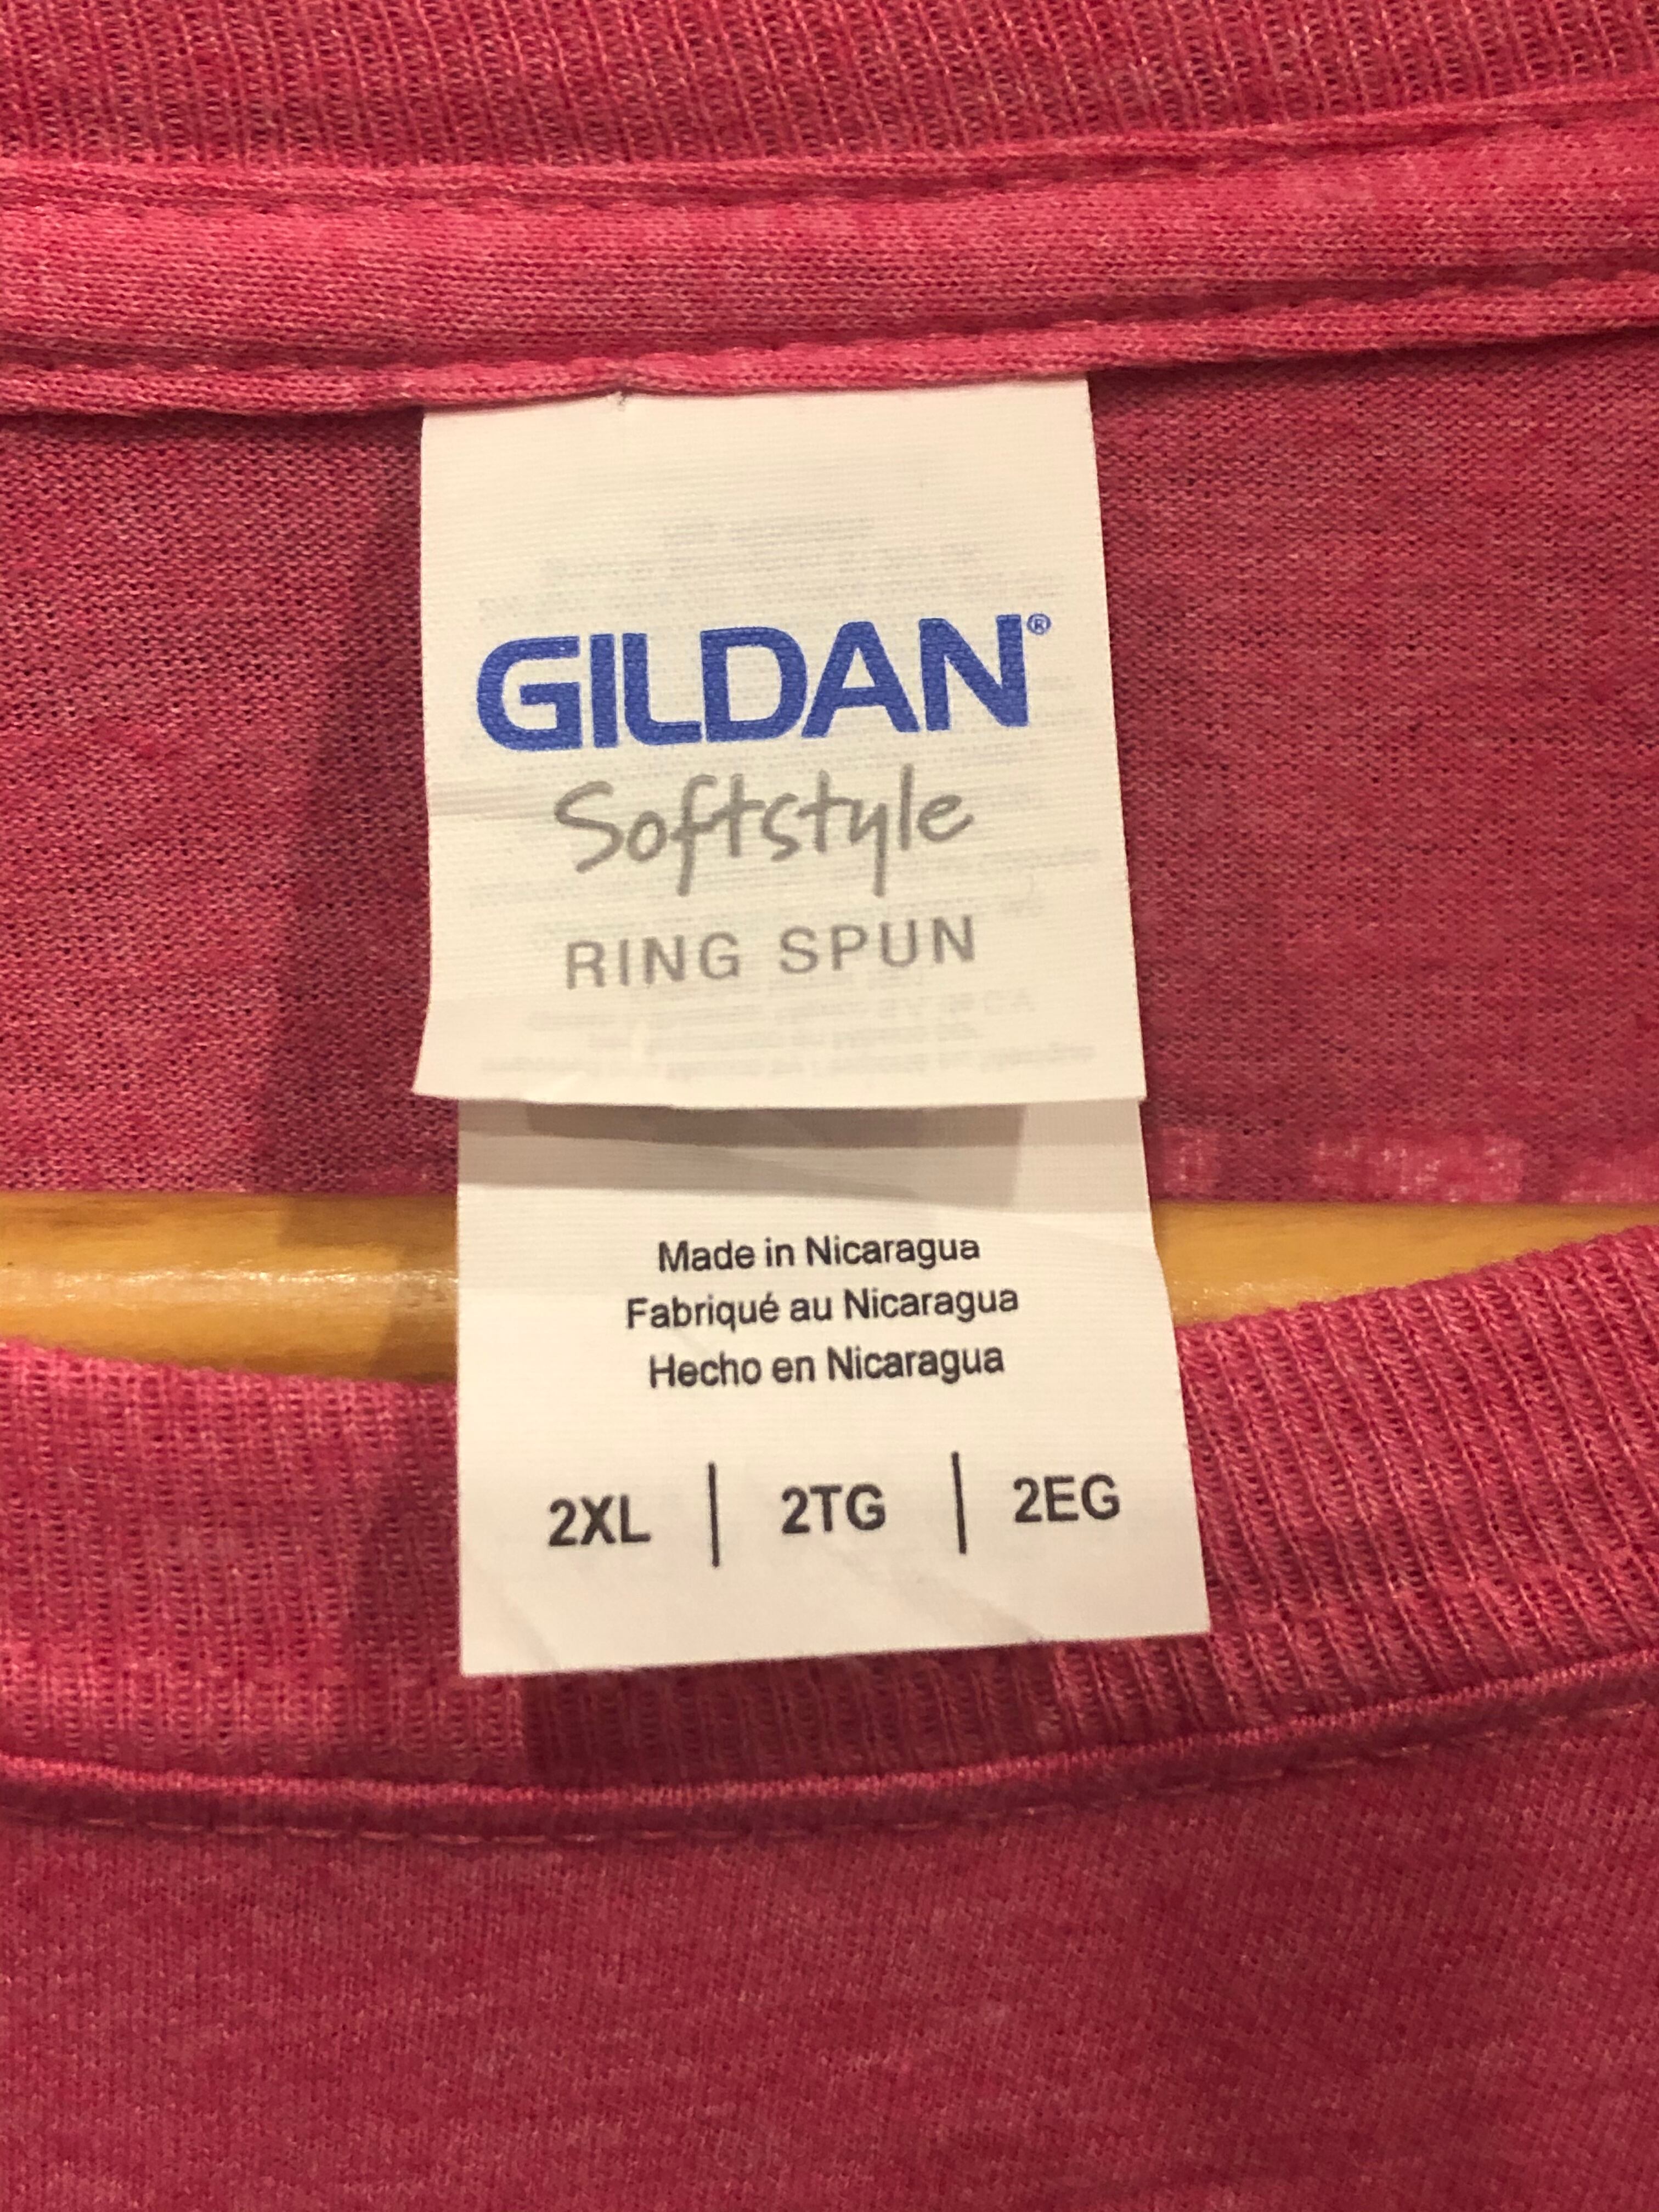 GILDAN®
Softstyle
RING SPUN
Made in Nicaragua
Fabriqué au Nicaragua
Hecho en Nicaragua
2XL | 2TG | 2EG